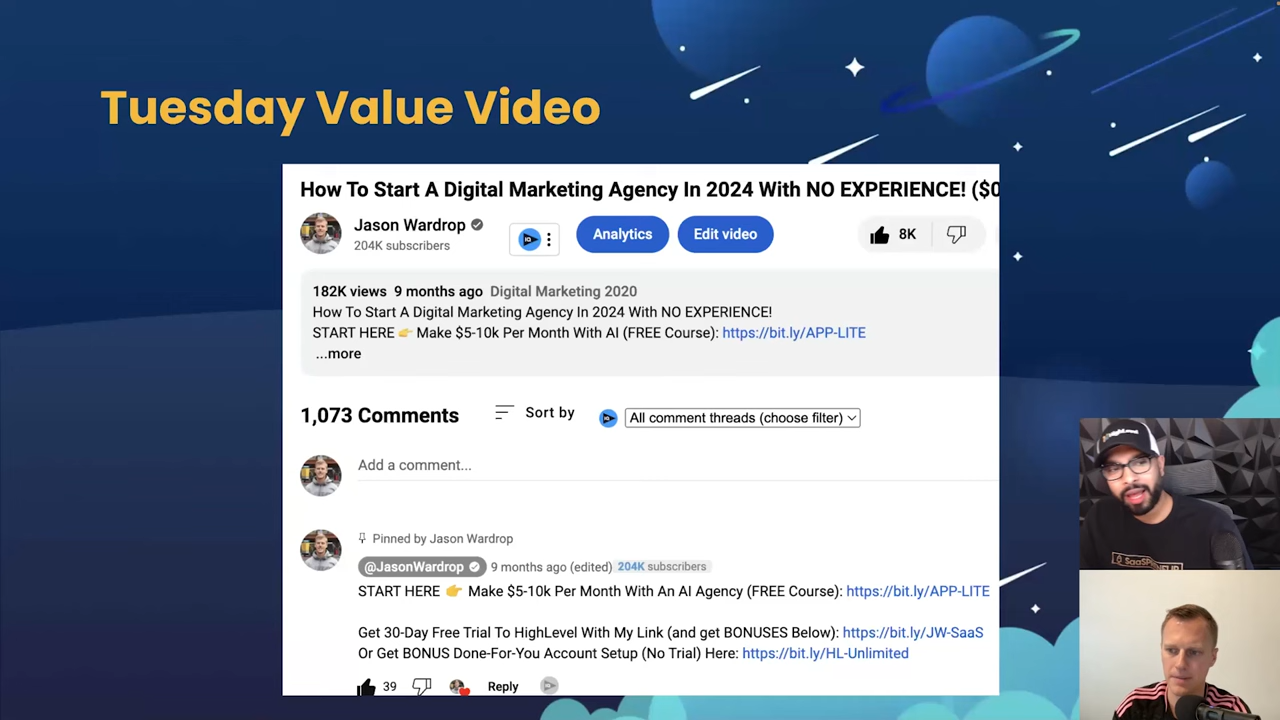 Tuesday Value Video
How To Start A Digital Marketing Agency In 2024 With NO EXPERIENCE! ($0
Jason Wardrop
204K subscribers
IQ
Analytics
Edit video
8K
182K views 9 months ago Digital Marketing 2020
How To Start A Digital Marketing Agency In 2024 With NO EXPERIENCE!
START HERE 👉 Make $5-10k Per Month With AI (FREE Course): https://bit.ly/APP-LITE
...more
1,073 Comments
Sort by
All comment threads (choose filter)
Add a comment...
Pinned by Jason Wardrop
@JasonWardrop 9 months ago (edited) 204K subscribers
START HERE 👉 Make $5-10k Per Month With An AI Agency (FREE Course): https://bit.ly/APP-LITE
Get 30-Day Free Trial To HighLevel With My Link (and get BONUSES Below): https://bit.ly/JW-SaaS
Or Get BONUS Done-For-You Account Setup (No Trial) Here: https://bit.ly/HL-Unlimited
39
Reply